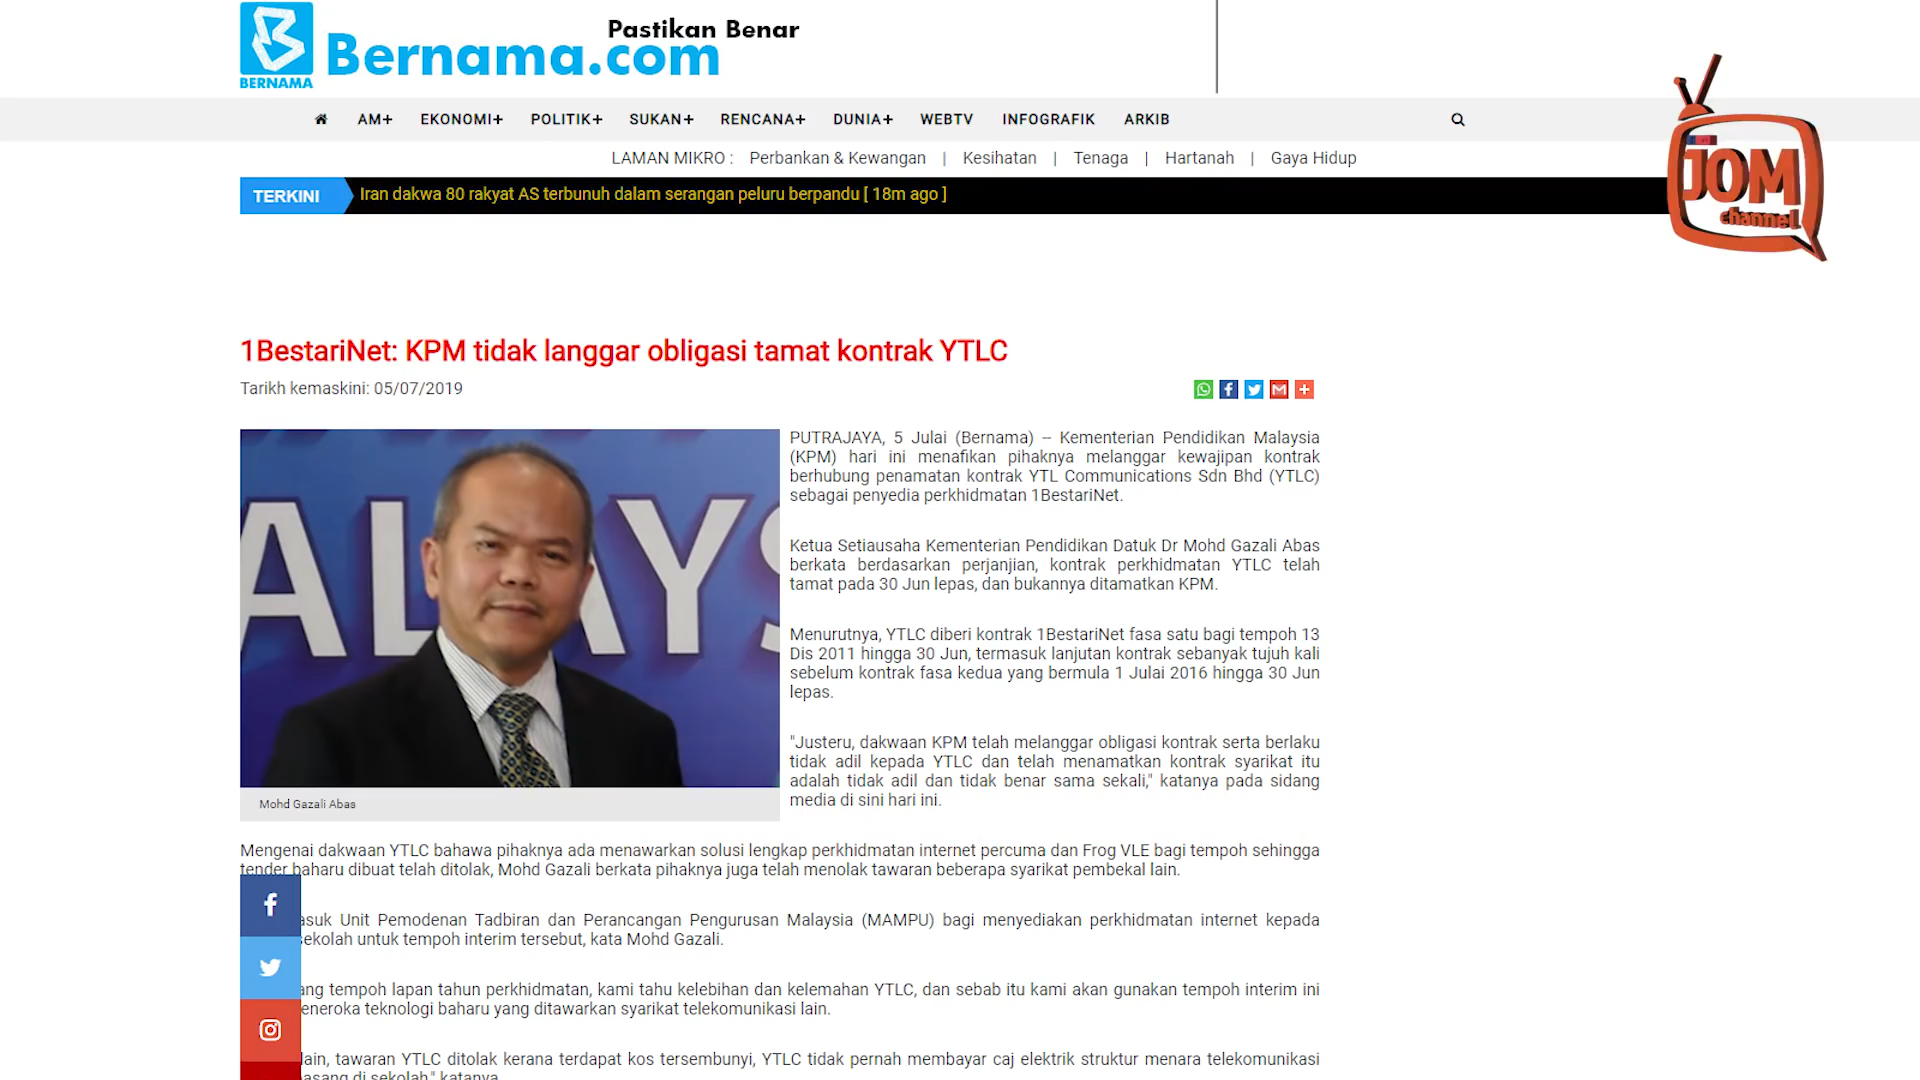 Pastikan Benar
Bernama.com
BERNAMA
AM+ EKONOMI+ POLITIK+ SUKAN+ RENCANA+ DUNIA+ WEBTV INFOGRAFIK ARKIB
JOM
channel
LAMAN MIKRO : Perbankan & Kewangan | Kesihatan | Tenaga | Hartanah | Gaya Hidup
TERKINI Iran dakwa 80 rakyat AS terbunuh dalam serangan peluru berpandu [ 18m ago ]
1BestariNet: KPM tidak langgar obligasi tamat kontrak YTLC
Tarikh kemaskini: 05/07/2019
ALAYS
Mohd Gazali Abas
PUTRAJAYA, 5 Julai (Bernama) -- Kementerian Pendidikan Malaysia
(KPM) hari ini menafikan pihaknya melanggar kewajipan kontrak
berhubung penamatan kontrak YTL Communications Sdn Bhd (YTLC)
sebagai penyedia perkhidmatan 1BestariNet.
Ketua Setiausaha Kementerian Pendidikan Datuk Dr Mohd Gazali Abas
berkata berdasarkan perjanjian, kontrak perkhidmatan YTLC telah
tamat pada 30 Jun lepas, dan bukannya ditamatkan KPM.
Menurutnya, YTLC diberi kontrak 1BestariNet fasa satu bagi tempoh 13
Dis 2011 hingga 30 Jun, termasuk lanjutan kontrak sebanyak tujuh kali
sebelum kontrak fasa kedua yang bermula 1 Julai 2016 hingga 30 Jun
lepas.
"Justeru, dakwaan KPM telah melanggar obligasi kontrak serta berlaku
tidak adil kepada YTLC dan telah menamatkan kontrak syarikat itu
adalah tidak adil dan tidak benar sama sekali," katanya pada sidang
media di sini hari ini.
Mengenai dakwaan YTLC bahawa pihaknya ada menawarkan solusi lengkap perkhidmatan internet percuma dan Frog VLE bagi tempoh sehingga
tender baharu dibuat telah ditolak, Mohd Gazali berkata pihaknya juga telah menolak tawaran beberapa syarikat pembekal lain.
asuk Unit Pemodenan Tadbiran dan Perancangan Pengurusan Malaysia (MAMPU) bagi menyediakan perkhidmatan internet kepada
sekolah untuk tempoh interim tersebut, kata Mohd Gazali.
ang tempoh lapan tahun perkhidmatan, kami tahu kelebihan dan kelemahan YTLC, dan sebab itu kami akan gunakan tempoh interim ini
eneroka teknologi baharu yang ditawarkan syarikat telekomunikasi lain.
lain, tawaran YTLC ditolak kerana terdapat kos tersembunyi, YTLC tidak pernah membayar caj elektrik struktur menara telekomunikasi
asang di sekolah," katanya